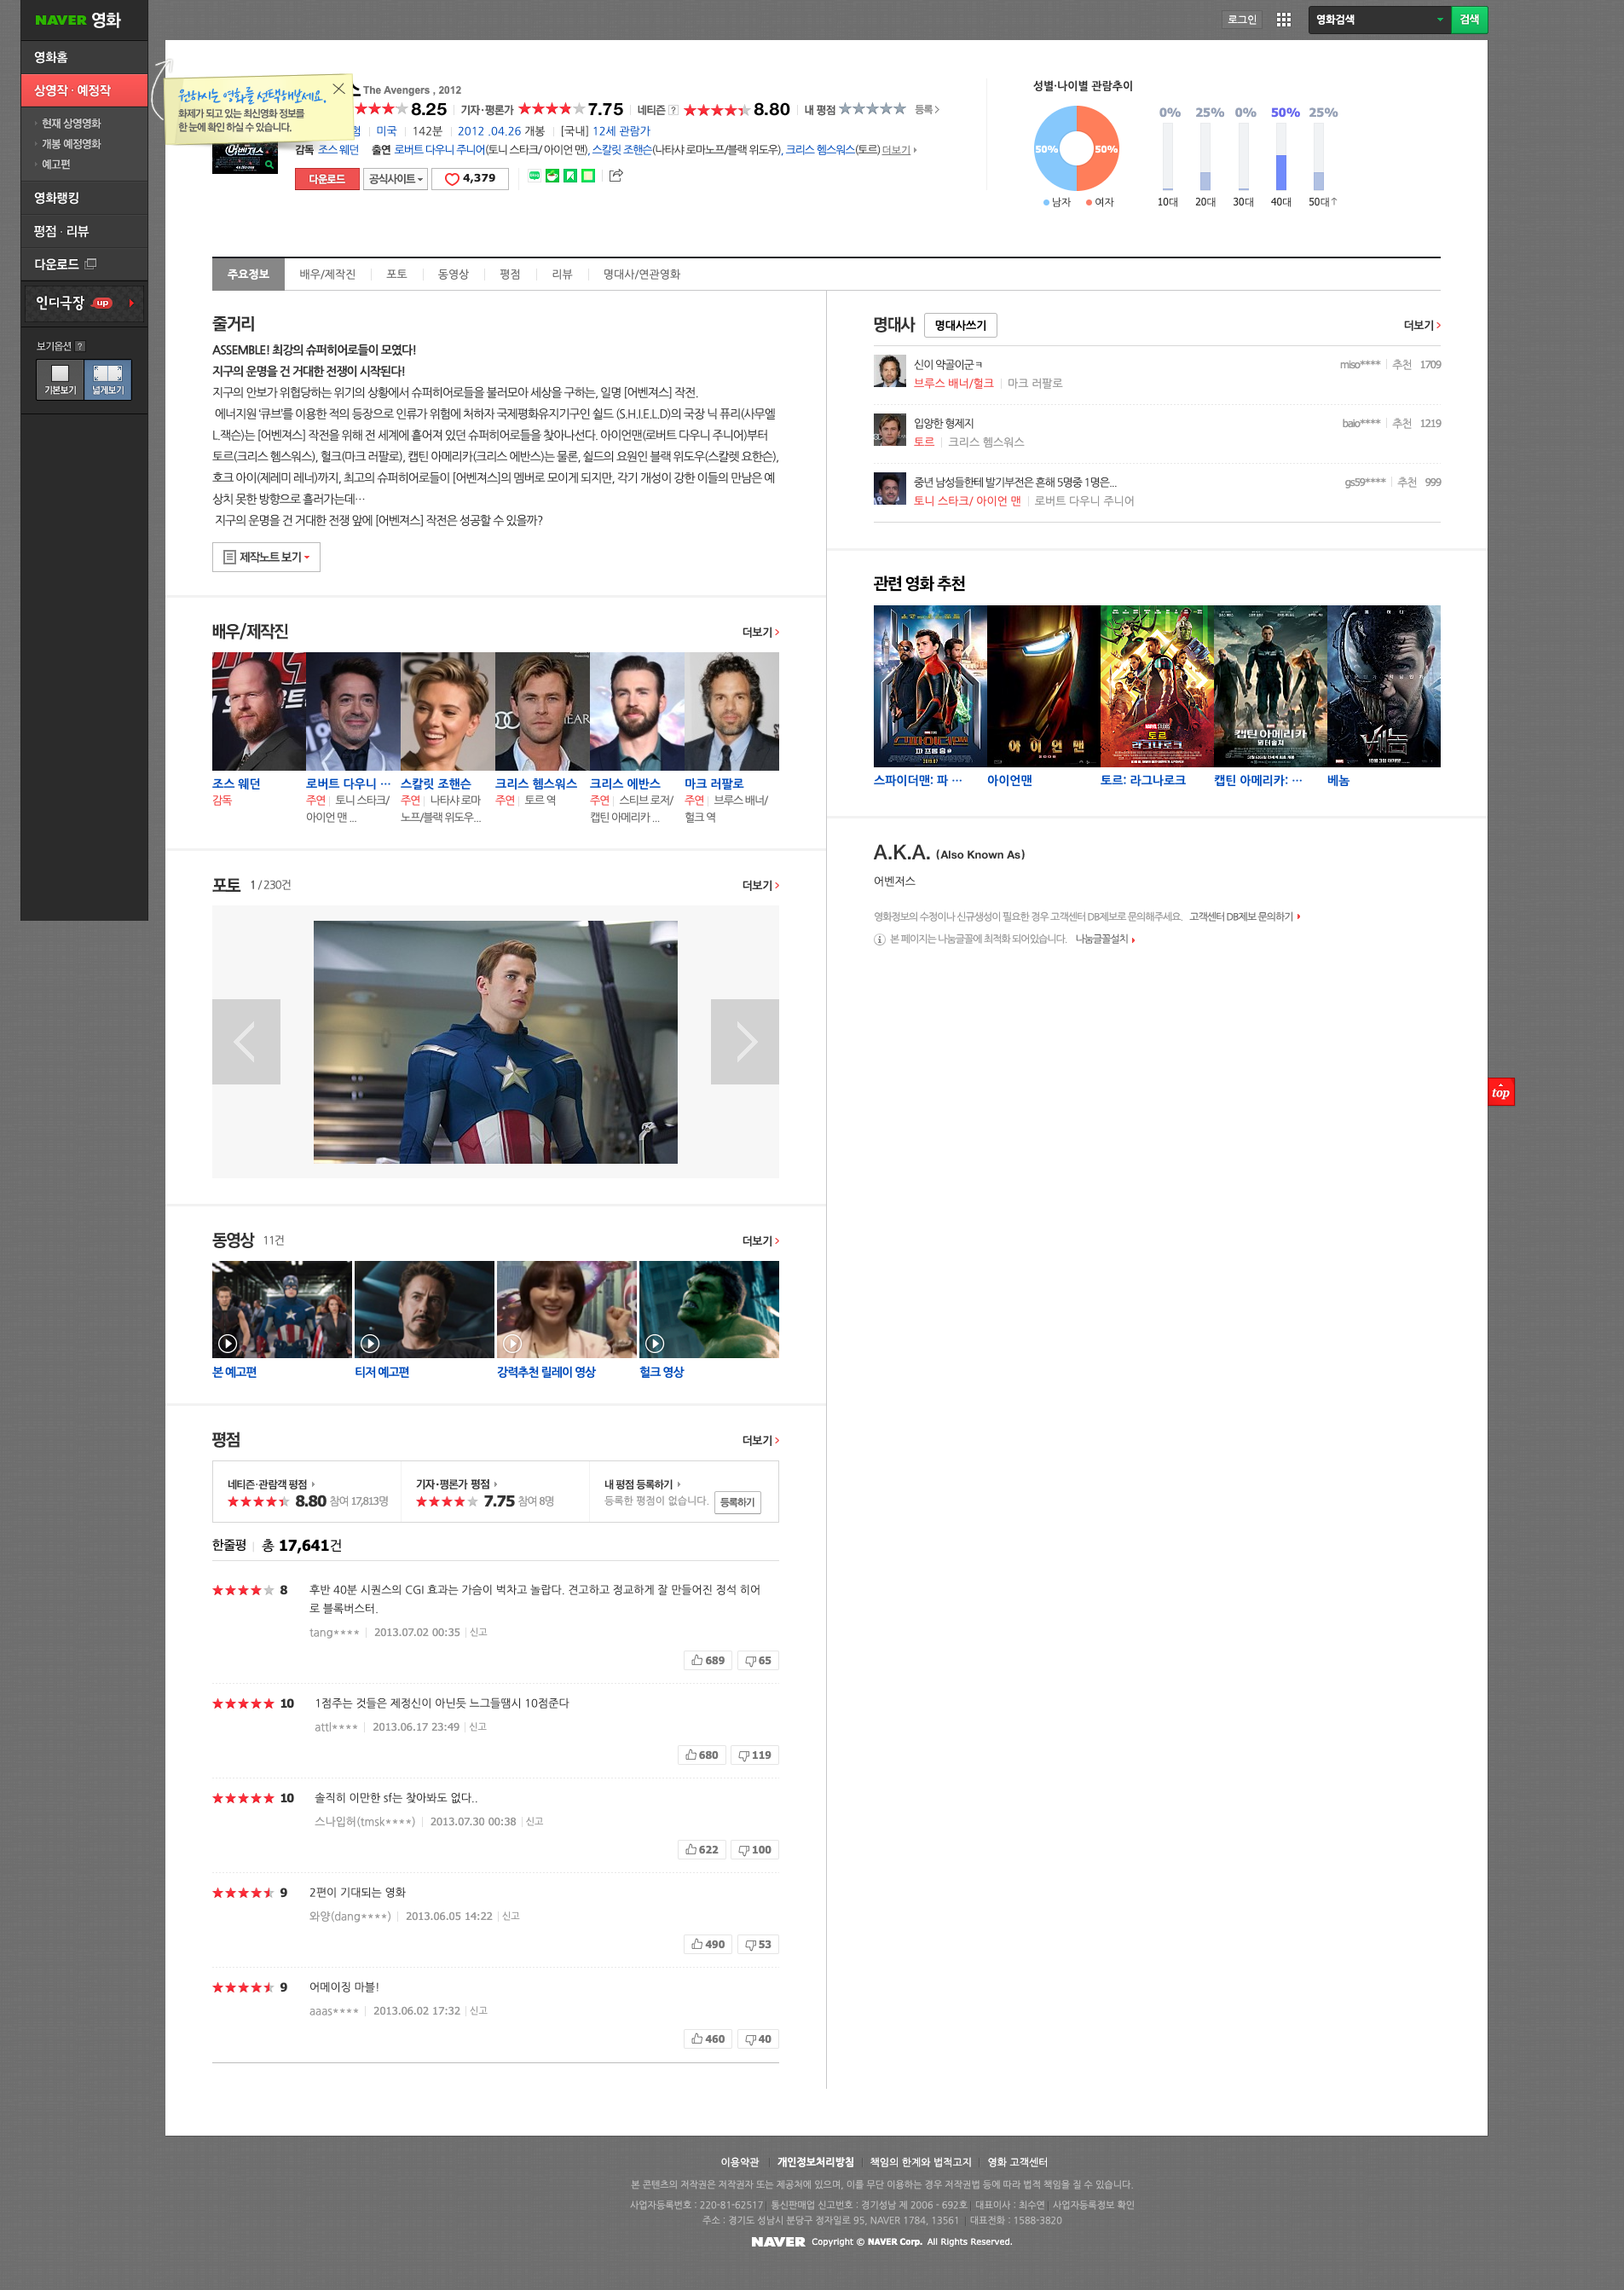 NAVER 영화
로그인
영화검색
검색
영화홈
상영작 · 예정작
현재 상영영화
개봉 예정영화
예고편
영화랭킹
평점 · 리뷰
다운로드
인디극장 up
보기옵션 ?
기본보기 넓게보기
원하시는 영화를 선택해보세요.
화제가 되고 있는 최신영화 정보를
한 눈에 확인 하실 수 있습니다.
스 The Avengers , 2012
8.25 기자·평론가 7.75 네티즌 ? 8.80 내 평점 등록
험 미국 142분 2012 .04.26 개봉 [국내] 12세 관람가
감독 조스 웨던 출연 로버트 다우니 주니어(토니 스타크/ 아이언 맨), 스칼릿 조핸슨(나타샤 로마노프/블랙 위도우), 크리스 헴스워스(토르) 더보기
어벤져스
다운로드 공식사이트 4,379
성별·나이별 관람추이
50% 50%
남자 여자
0% 25% 0% 50% 25%
10대 20대 30대 40대 50대↑
주요정보 배우/제작진 포토 동영상 평점 리뷰 명대사/연관영화
줄거리
ASSEMBLE! 최강의 슈퍼히어로들이 모였다!
지구의 운명을 건 거대한 전쟁이 시작된다!
지구의 안보가 위협당하는 위기의 상황에서 슈퍼히어로들을 불러모아 세상을 구하는, 일명 [어벤져스] 작전.
에너지원 ‘큐브’를 이용한 적의 등장으로 인류가 위험에 처하자 국제평화유지기구인 쉴드 (S.H.I.E.L.D)의 국장 닉 퓨리(사무엘
L.잭슨)는 [어벤져스] 작전을 위해 전 세계에 흩어져 있던 슈퍼히어로들을 찾아나선다. 아이언맨(로버트 다우니 주니어)부터
토르(크리스 헴스워스), 헐크(마크 러팔로), 캡틴 아메리카(크리스 에반스)는 물론, 쉴드의 요원인 블랙 위도우(스칼렛 요한슨),
호크 아이(제레미 레너)까지, 최고의 슈퍼히어로들이 [어벤져스]의 멤버로 모이게 되지만, 각기 개성이 강한 이들의 만남은 예
상치 못한 방향으로 흘러가는데…
지구의 운명을 건 거대한 전쟁 앞에 [어벤져스] 작전은 성공할 수 있을까?
제작노트 보기
배우/제작진 더보기
조스 웨던 로버트 다우니 … 스칼릿 조핸슨 크리스 헴스워스 크리스 에반스 마크 러팔로
감독 주연 토니 스타크/ 주연 나타샤 로마 주연 토르 역 주연 스티브 로저/ 주연 브루스 배너/
아이언 맨 ... 노프/블랙 위도우... 캡틴 아메리카 ... 헐크 역
포토 1 / 230건 더보기
동영상 11건 더보기
본 예고편 티저 예고편 강력추천 릴레이 영상 헐크 영상
평점 더보기
네티즌·관람객 평점 기자·평론가 평점 내 평점 등록하기
8.80 참여 17,813명 7.75 참여 8명 등록한 평점이 없습니다. 등록하기
한줄평 총 17,641건
8 후반 40분 시퀀스의 CGI 효과는 가슴이 벅차고 놀랍다. 견고하고 정교하게 잘 만들어진 정석 히어
로 블록버스터.
tang**** 2013.07.02 00:35 신고
689 65
10 1점주는 것들은 제정신이 아닌듯 느그들땜시 10점준다
attl**** 2013.06.17 23:49 신고
680 119
10 솔직히 이만한 sf는 찾아봐도 없다..
스나입허(tmsk****) 2013.07.30 00:38 신고
622 100
9 2편이 기대되는 영화
와양(dang****) 2013.06.05 14:22 신고
490 53
9 어메이징 마블!
aaas**** 2013.06.02 17:32 신고
460 40
명대사 명대사쓰기 더보기
신이 약골이군ㅋ miso**** 추천 1709
브루스 배너/헐크 마크 러팔로
입양한 형제지 baio**** 추천 1219
토르 크리스 헴스워스
중년 남성들한테 발기부전은 흔해 5명중 1명은... gs59**** 추천 999
토니 스타크/ 아이언 맨 로버트 다우니 주니어
관련 영화 추천
스파이더맨 파 프롬 홈
아이언맨
토르 라그나로크
캡틴 아메리카 윈터솔져
베놈
스파이더맨: 파 … 아이언맨 토르: 라그나로크 캡틴 아메리카: … 베놈
A.K.A. (Also Known As)
어벤저스
영화정보의 수정이나 신규생성이 필요한 경우 고객센터 DB제보로 문의해주세요. 고객센터 DB제보 문의하기
본 페이지는 나눔글꼴에 최적화 되어있습니다. 나눔글꼴설치
top
이용약관 개인정보처리방침 책임의 한계와 법적고지 영화 고객센터
본 콘텐츠의 저작권은 저작권자 또는 제공처에 있으며, 이를 무단 이용하는 경우 저작권법 등에 따라 법적 책임을 질 수 있습니다.
사업자등록번호 : 220-81-62517 통신판매업 신고번호 : 경기성남 제 2006 - 692호 대표이사 : 최수연 사업자등록정보 확인
주소 : 경기도 성남시 분당구 정자일로 95, NAVER 1784, 13561 대표전화 : 1588-3820
NAVER Copyright © NAVER Corp. All Rights Reserved.